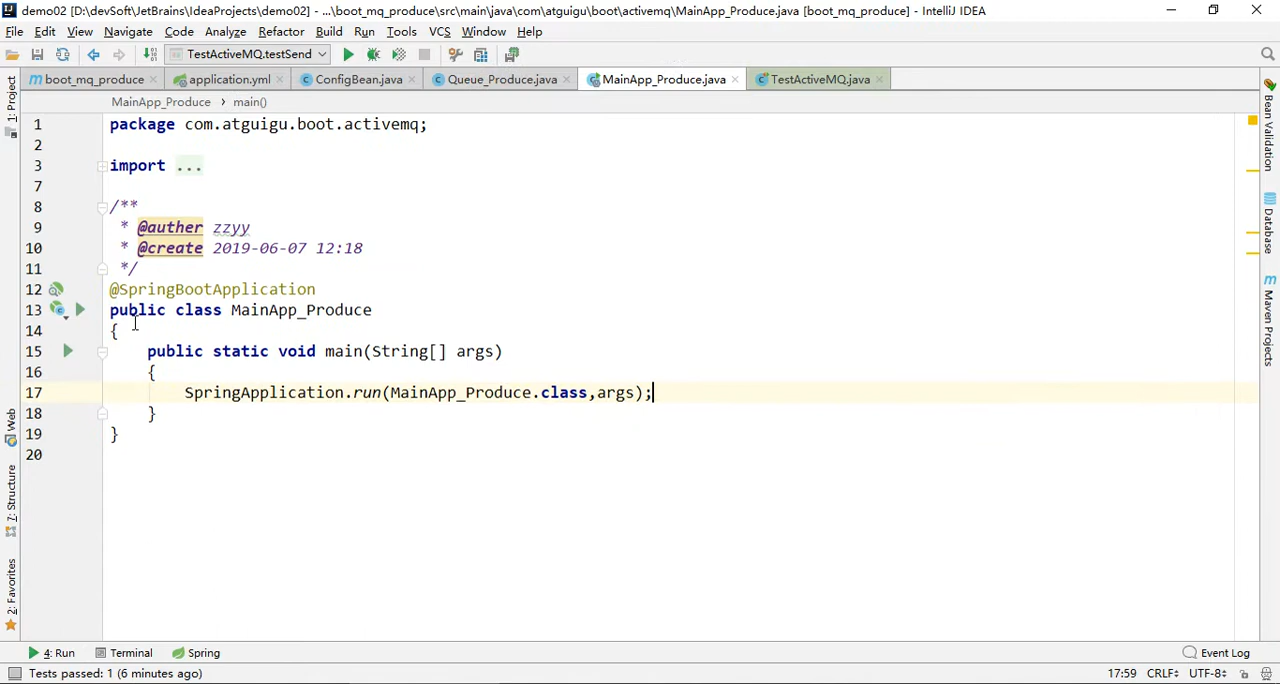 demo02 [D:\devSoft\JetBrains\IdeaProjects\demo02] - ...\boot_mq_produce\src\main\java\com\atguigu\boot\activemq\MainApp_Produce.java [boot_mq_produce] - IntelliJ IDEA
File Edit View Navigate Code Analyze Refactor Build Run Tools VCS Window Help
TestActiveMQ.testSend
boot_mq_produce application.yml ConfigBean.java Queue_Produce.java MainApp_Produce.java TestActiveMQ.java
MainApp_Produce main()
1 package com.atguigu.boot.activemq;
2
3 import ...
7
8 /**
9 * @auther zzyy
10 * @create 2019-06-07 12:18
11 */
12 @SpringBootApplication
13 public class MainApp_Produce
14 {
15 public static void main(String[] args)
16 {
17 SpringApplication.run(MainApp_Produce.class,args);
18 }
19 }
20
1: Project
Web
7: Structure
2: Favorites
Bean Validation
Database
Maven Projects
4: Run Terminal Spring Event Log
Tests passed: 1 (6 minutes ago) 17:59 CRLF UTF-8